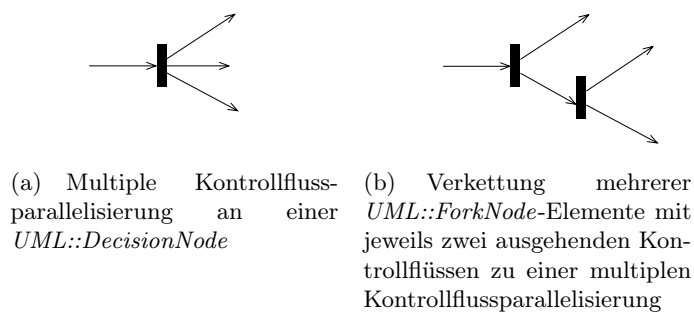 (a) Multiple Kontrollfluss-
parallelisierung an einer
UML::DecisionNode
(b) Verkettung mehrerer
UML::ForkNode-Elemente mit
jeweils zwei ausgehenden Kon-
trollflüssen zu einer multiplen
Kontrollflussparallelisierung